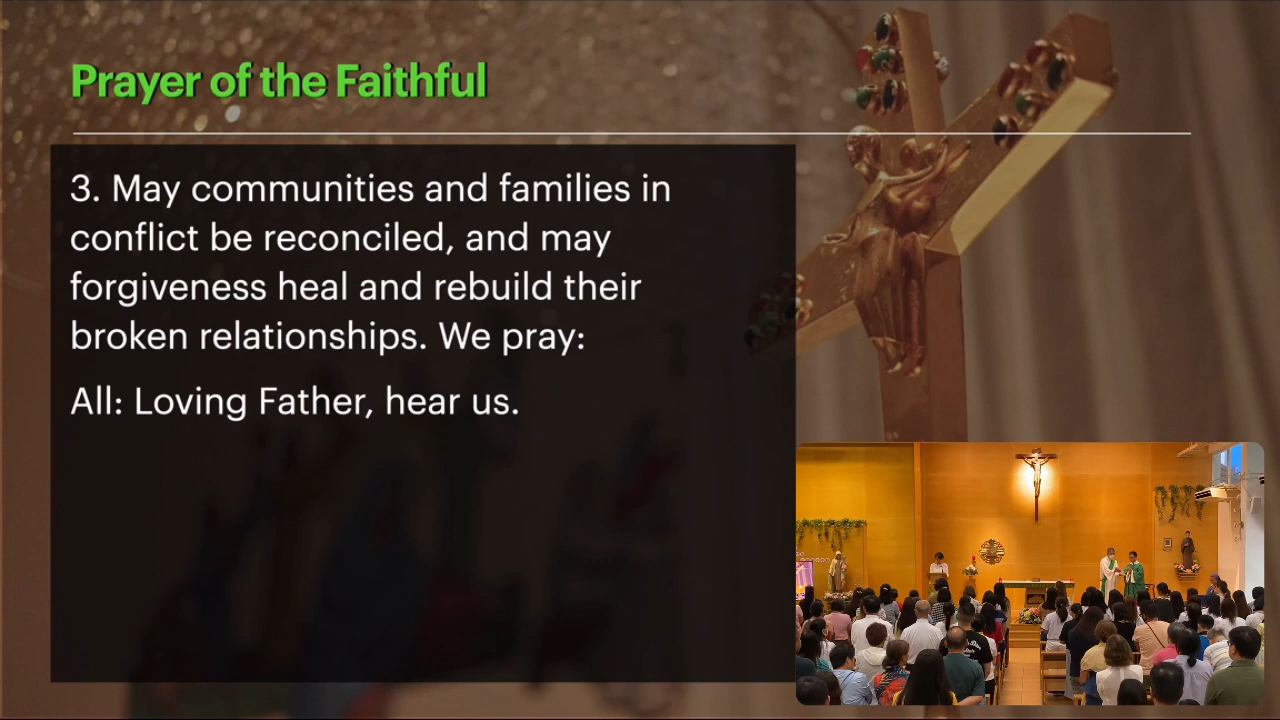 Prayer of the Faithful
3. May communities and families in
conflict be reconciled, and may
forgiveness heal and rebuild their
broken relationships. We pray:
All: Loving Father, hear us.